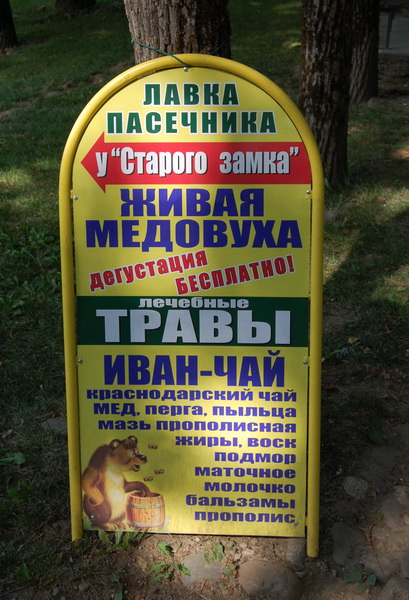 ЛАВКА
ПАСЕЧНИКА
у "Старого замка"
ЖИВАЯ
МЕДОВУХА
дегустация
БЕСПЛАТНО!
лечебные
ТРАВЫ
ИВАН-ЧАЙ
краснодарский чай
МЕД, перга, пыльца
мазь прополисная
жиры, воск
подмор
маточное
молочко
бальзамы
прополис